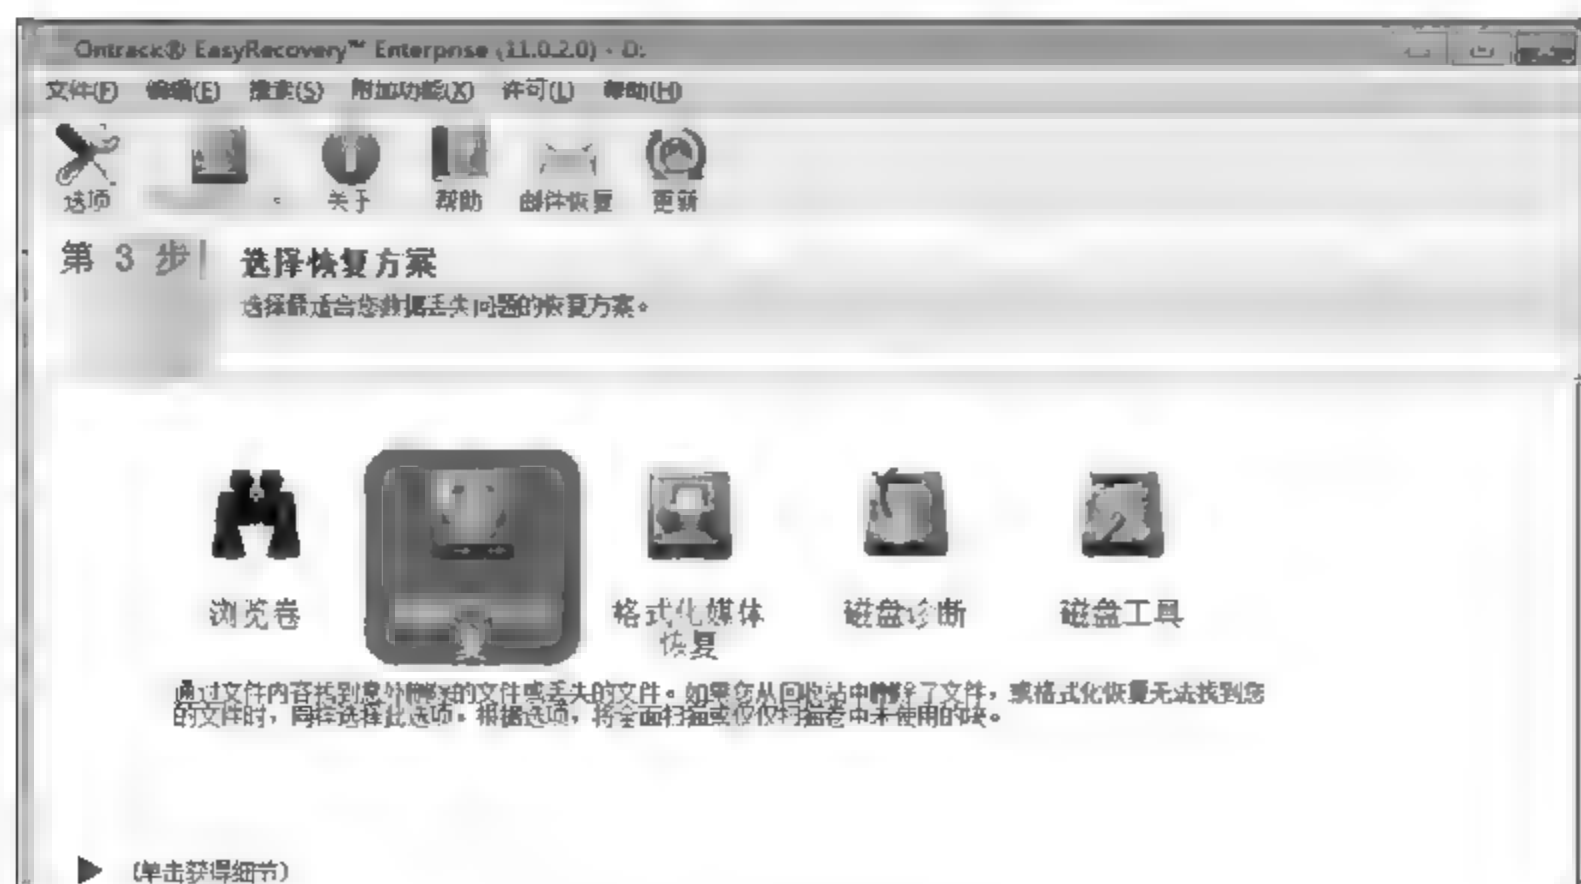 Ontrack® EasyRecovery™ Enterprise (11.0.2.0) - D:
文件(F) 编辑(E) 搜索(S) 附加功能(X) 许可(L) 帮助(H)
选项 关于 帮助 邮件恢复 更新
第 3 步 选择恢复方案
选择最适合您数据丢失问题的恢复方案。
浏览卷 格式化媒体 磁盘诊断 磁盘工具
恢复
通过文件内容找到意外删除的文件或丢失的文件。如果您从回收站中删除了文件，或格式化恢复无法找到您
的文件时，同样选择此选项。根据选项，将全面扫描或仅仅扫描卷中未使用的块。
(单击获得细节)